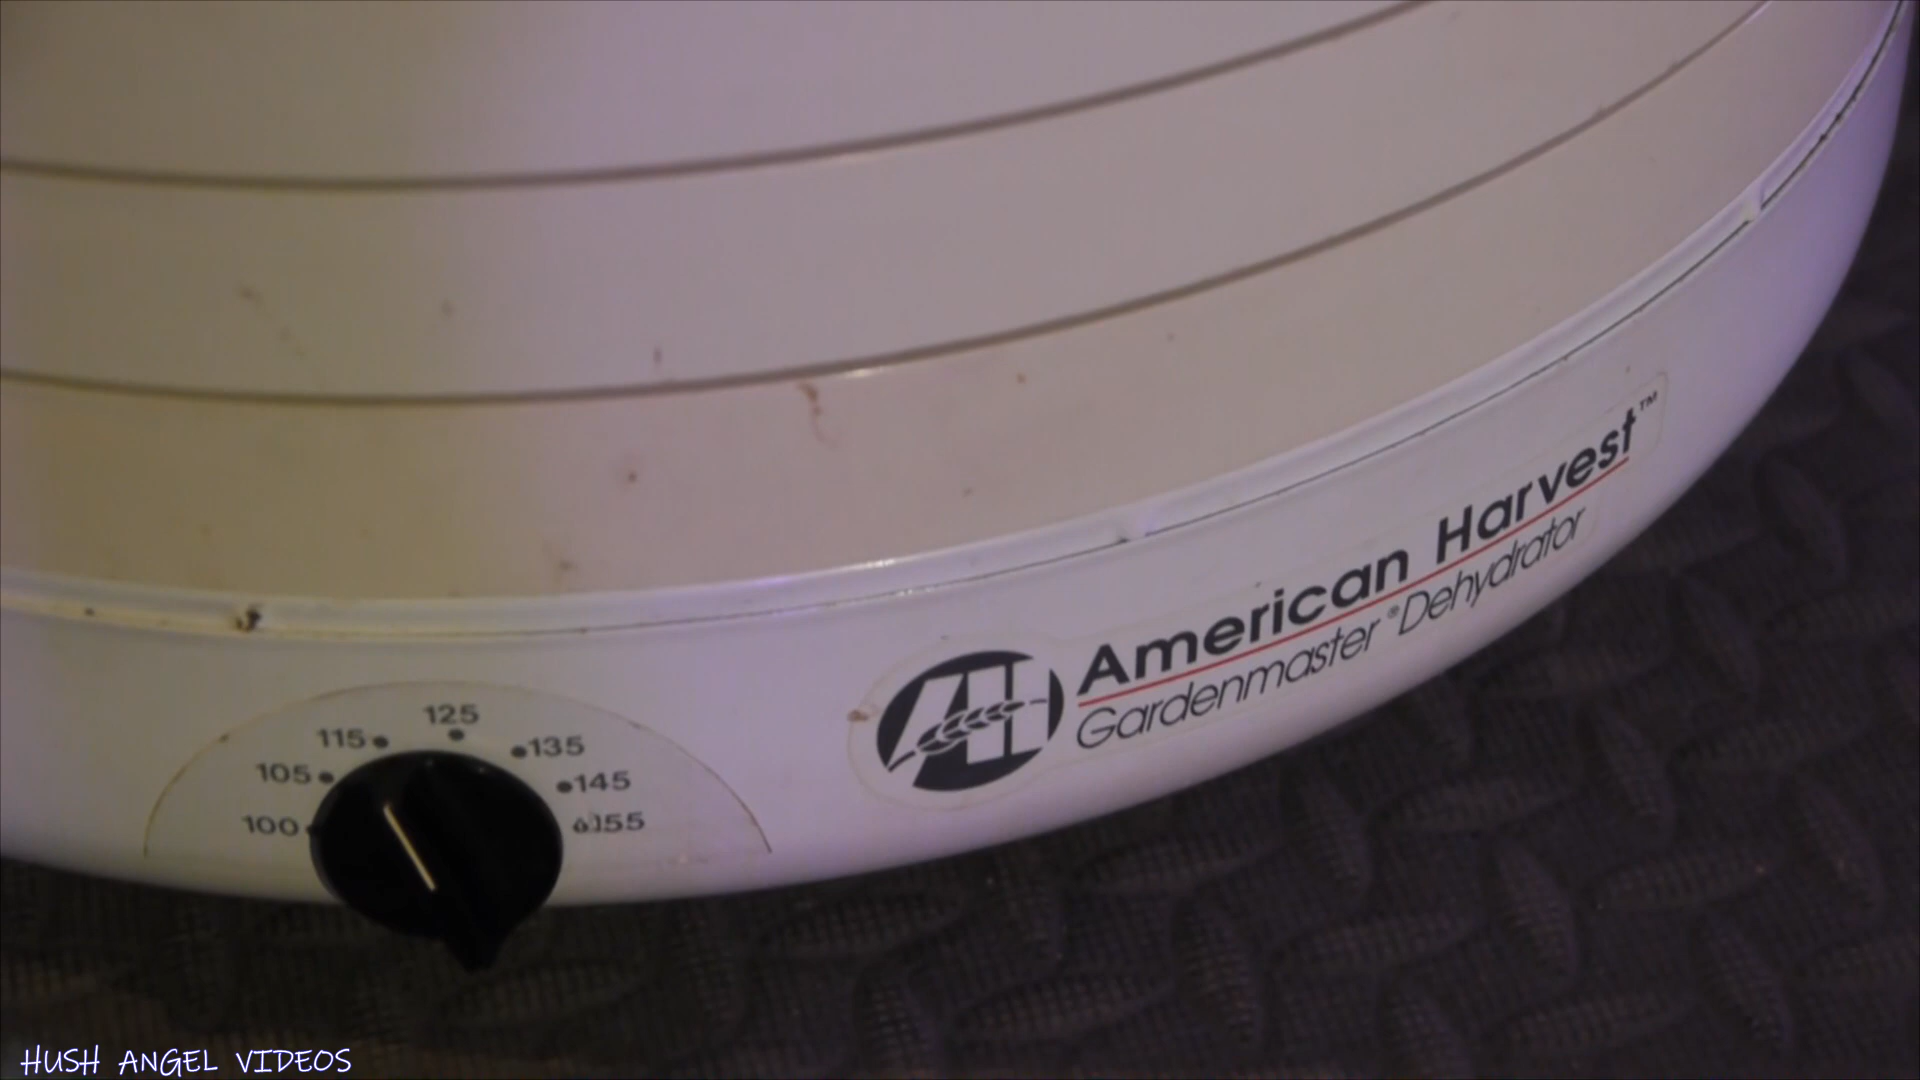 American Harvest™
Gardenmaster® Dehydrator
125
115 135
105 145
100 155
HUSH ANGEL VIDEOS